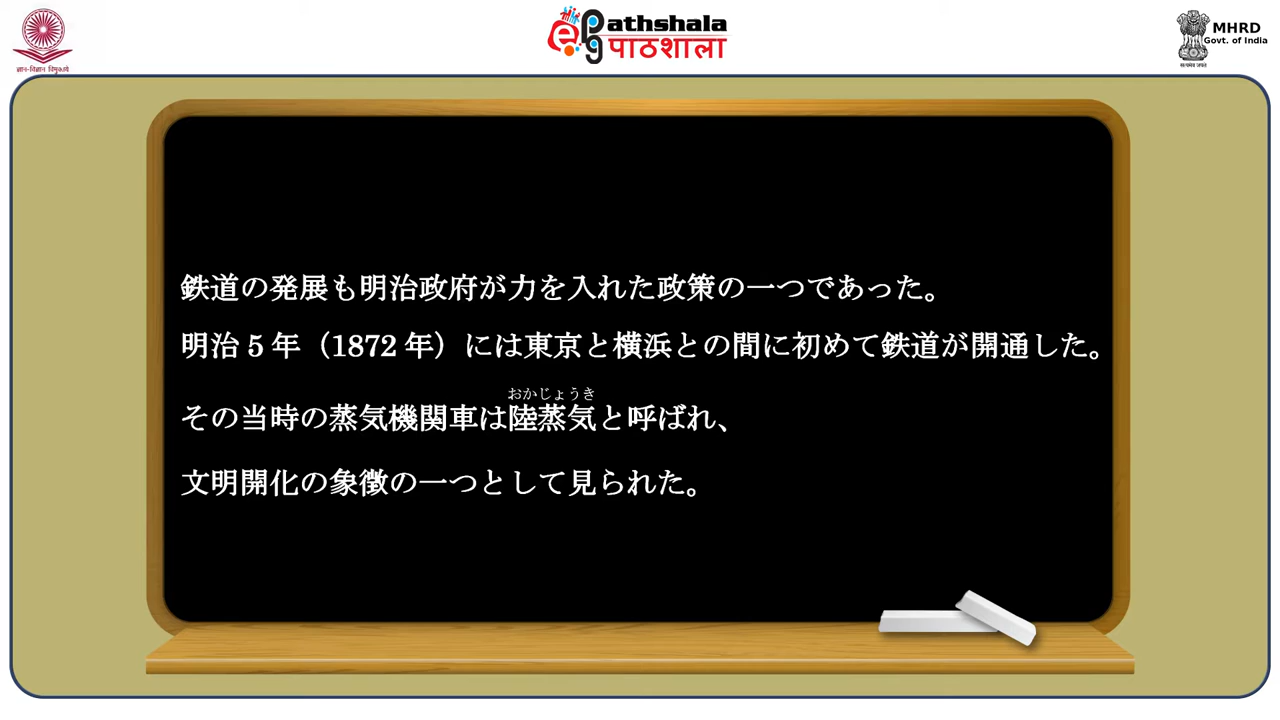 ज्ञान-विज्ञान विमुक्तये
athshala
पाठशाला
MHRD
Govt. of India
सत्यमेव जयते
鉄道の発展も明治政府が力を入れた政策の一つであった。
明治5年（1872年）には東京と横浜との間に初めて鉄道が開通した。
おかじょうき
その当時の蒸気機関車は陸蒸気と呼ばれ、
文明開化の象徴の一つとして見られた。